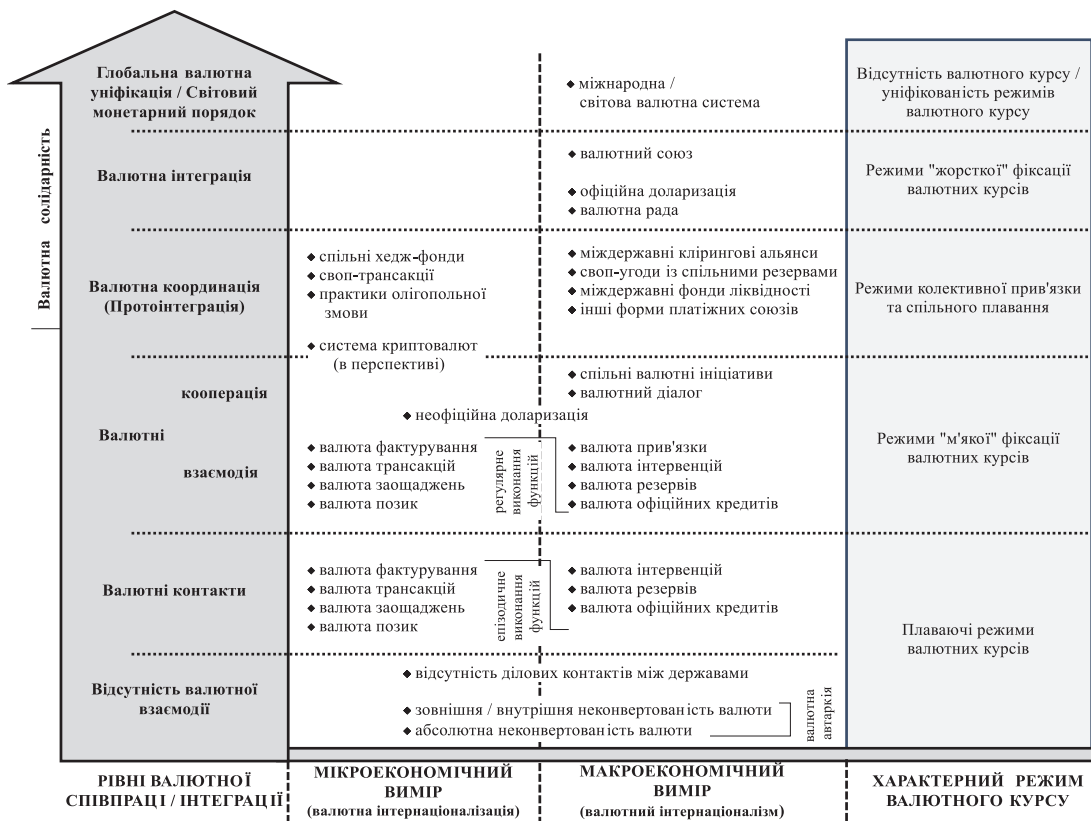 Глобальна валютна
уніфікація / Світовий
монетарний порядок
◆ міжнародна /
світова валютна система
Відсутність валютного курсу /
уніфікованість режимів
валютного курсу
Валютна солідарність
Валютна інтеграція
◆ валютний союз
◆ офіційна доларизація
◆ валютна рада
Режими "жорсткої" фіксації
валютних курсів
Валютна координація
(Протоінтеграція)
◆ спільні хедж-фонди
◆ своп-трансакції
◆ практики олігопольної
змови
◆ система криптовалют
(в перспективі)
◆ міждержавні клірингові альянси
◆ своп-угоди із спільними резервами
◆ міждержавні фонди ліквідності
◆ інші форми платіжних союзів
Режими колективної прив'язки
та спільного плавання
кооперація
Валютні
взаємодія
◆ спільні валютні ініціативи
◆ валютний діалог
◆ неофіційна доларизація
◆ валюта фактурування
◆ валюта трансакцій
◆ валюта заощаджень
◆ валюта позик
регулярне
виконання
функцій
◆ валюта прив'язки
◆ валюта інтервенцій
◆ валюта резервів
◆ валюта офіційних кредитів
Режими "м'якої" фіксації
валютних курсів
Валютні контакти
◆ валюта фактурування
◆ валюта трансакцій
◆ валюта заощаджень
◆ валюта позик
епізодичне
виконання
функцій
◆ валюта інтервенцій
◆ валюта резервів
◆ валюта офіційних кредитів
Плаваючі режими
валютних курсів
Відсутність валютної
взаємодії
◆ відсутність ділових контактів між державами
◆ зовнішня / внутрішня неконвертованість валюти
◆ абсолютна неконвертованість валюти
валютна
автаркія
РІВНІ ВАЛЮТНОЇ
СПІВПРАЦІ / ІНТЕГРАЦІЇ
МІКРОЕКОНОМІЧНИЙ
ВИМІР
(валютна інтернаціоналізація)
МАКРОЕКОНОМІЧНИЙ
ВИМІР
(валютний інтернаціоналізм)
ХАРАКТЕРНИЙ РЕЖИМ
ВАЛЮТНОГО КУРСУ